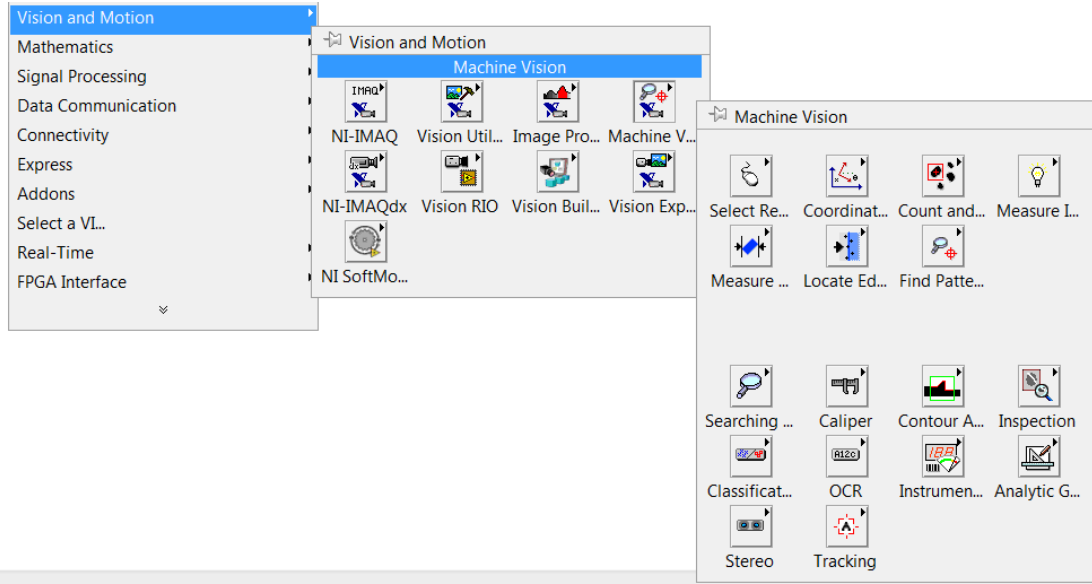 Vision and Motion
Mathematics
Signal Processing
Data Communication
Connectivity
Express
Addons
Select a VI...
Real-Time
FPGA Interface
Vision and Motion
Machine Vision
IMAQ
NI-IMAQ Vision Util... Image Pro... Machine V...
NI-IMAQdx Vision RIO Vision Buil... Vision Exp...
NI SoftMo...
Machine Vision
Select Re... Coordinat... Count and... Measure I...
Measure ... Locate Ed... Find Patte...
Searching ... Caliper Contour A... Inspection
A12c
Classificat... OCR Instrumen... Analytic G...
A
Stereo Tracking